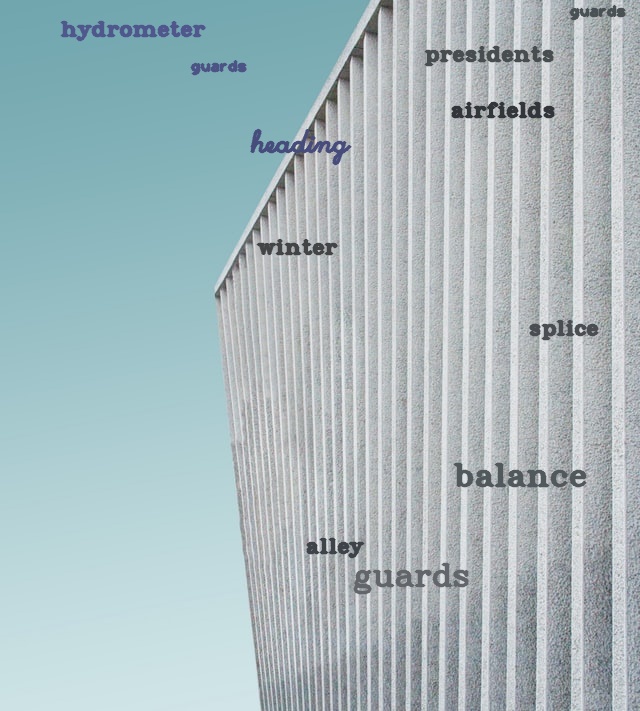 guards
hydrometer
presidents
guards
airfields
heading
winter
splice
balance
alley
guards